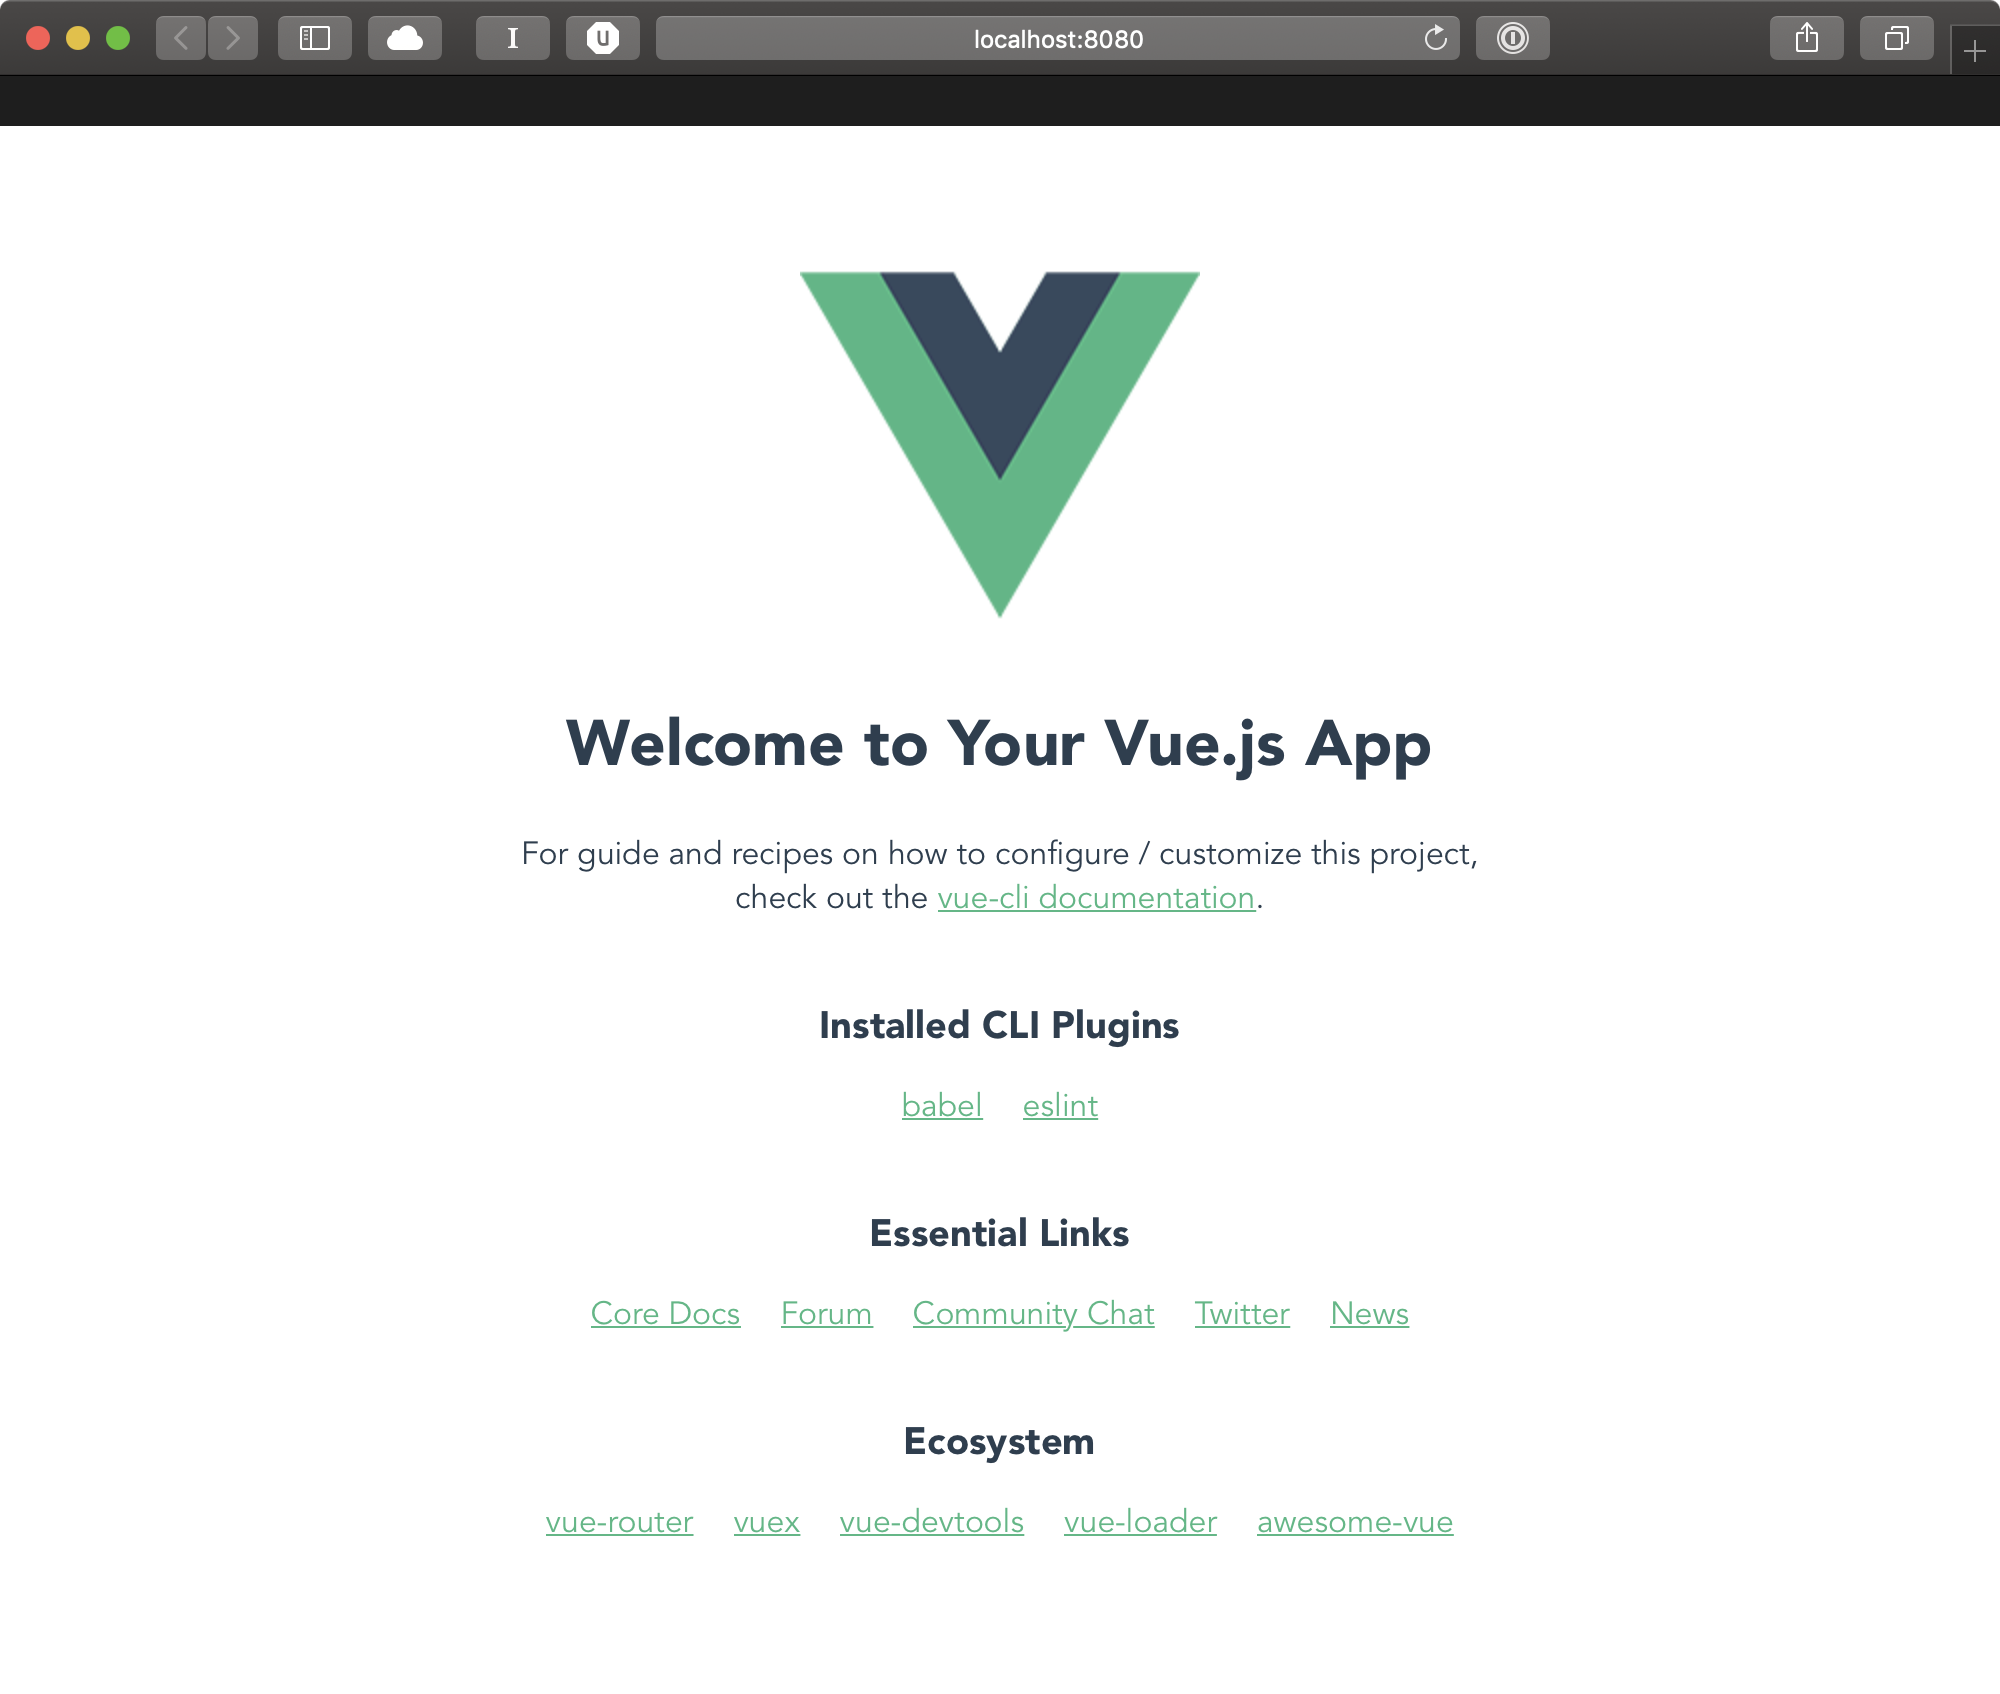 localhost:8080
Welcome to Your Vue.js App
For guide and recipes on how to configure / customize this project,
check out the vue-cli documentation.
Installed CLI Plugins
babel eslint
Essential Links
Core Docs Forum Community Chat Twitter News
Ecosystem
vue-router vuex vue-devtools vue-loader awesome-vue